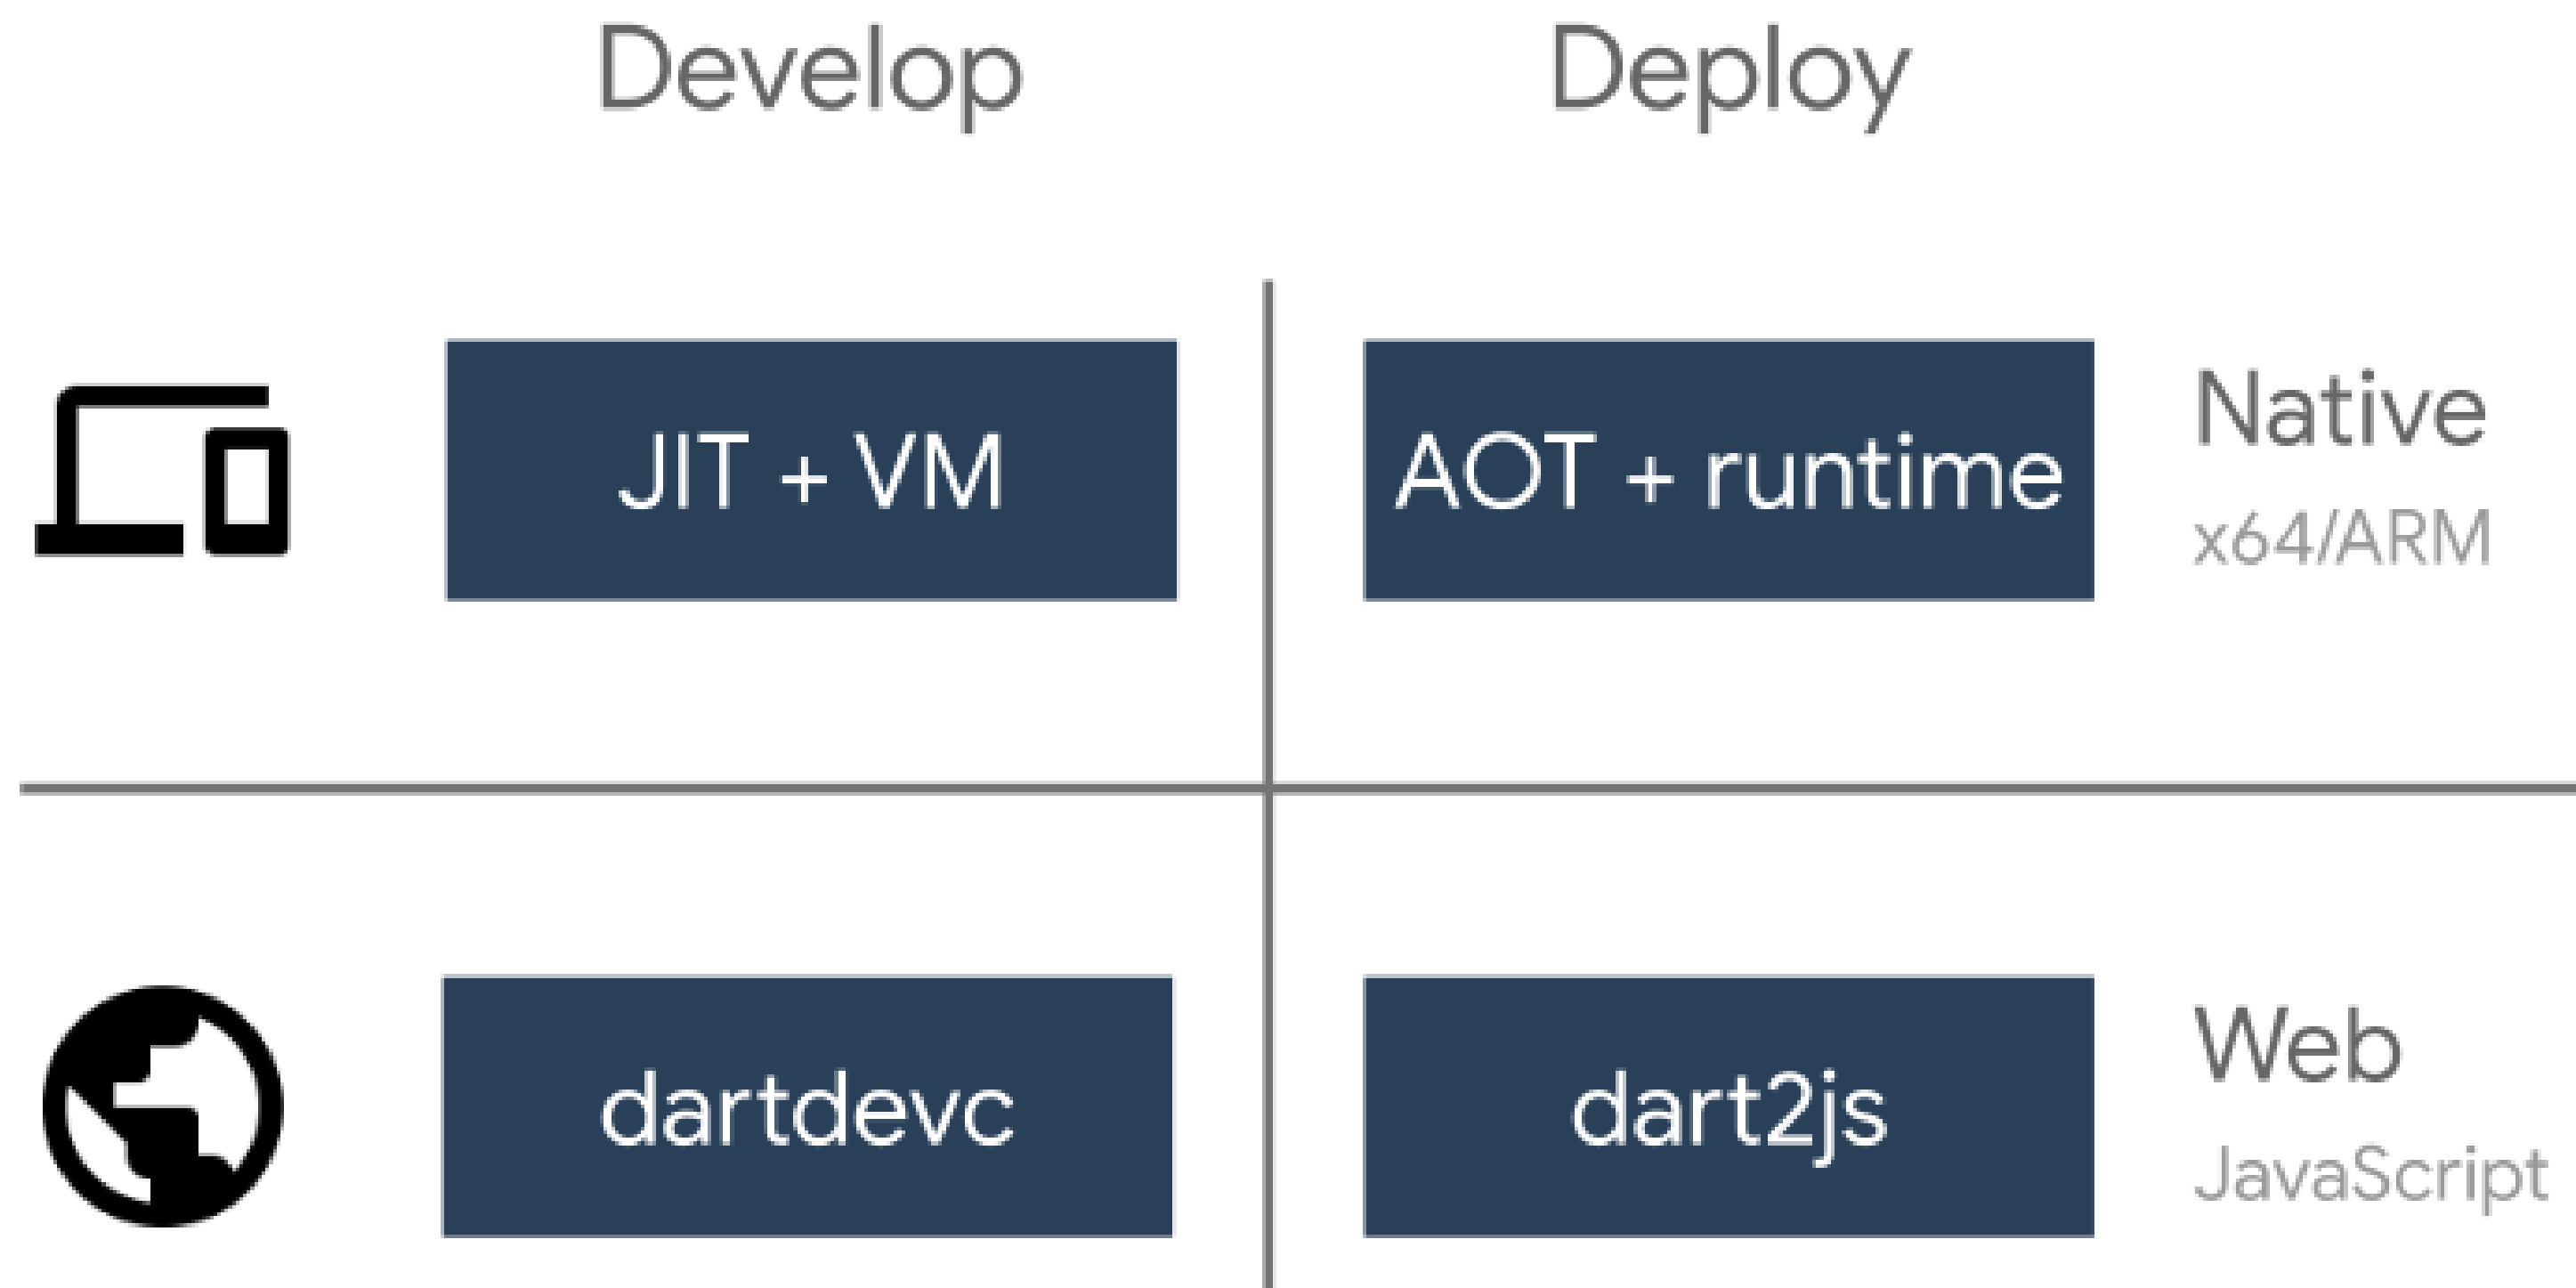 Develop
Deploy
JIT + VM
AOT + runtime
Native
x64/ARM
dartdevc
dart2js
Web
JavaScript